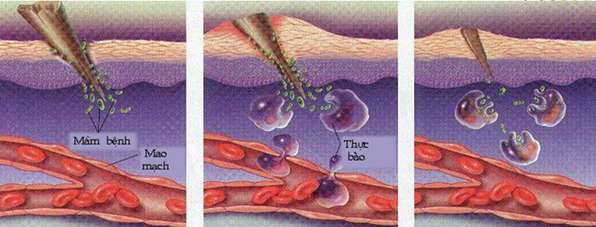 Mầm bệnh
Mao
mạch
Thực
bào